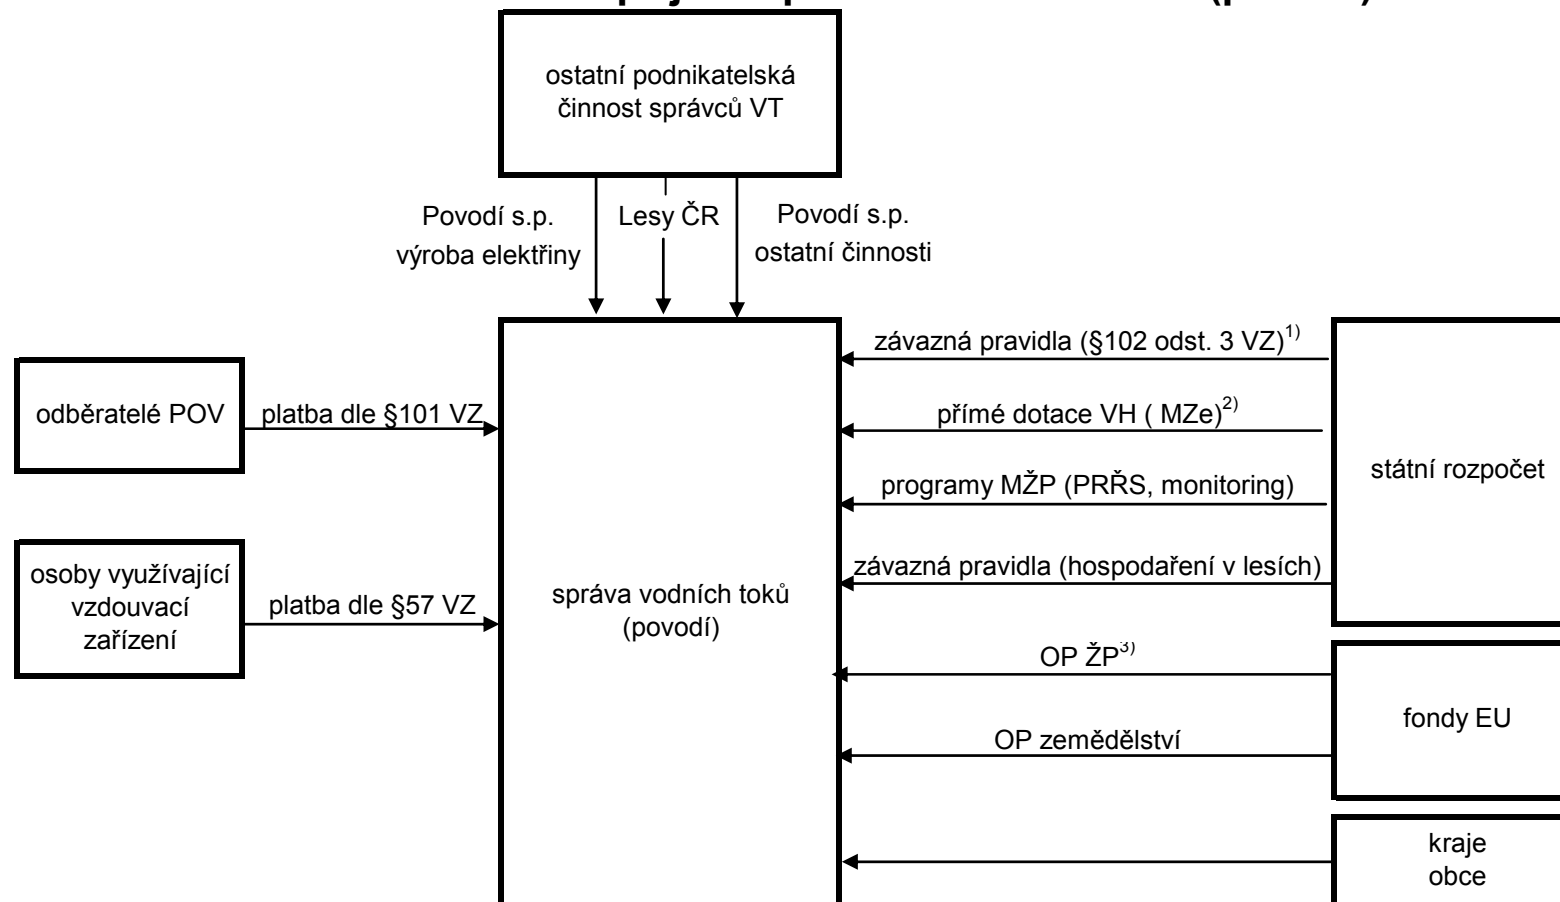 ostatní podnikatelská
činnost správců VT
Povodí s.p.
výroba elektřiny
Lesy ČR
Povodí s.p.
ostatní činnosti
odběratelé POV
platba dle §101 VZ
osoby využívající
vzdouvací
zařízení
platba dle §57 VZ
správa vodních toků
(povodí)
závazná pravidla (§102 odst. 3 VZ)1)
přímé dotace VH ( MZe)2)
programy MŽP (PRŘS, monitoring)
závazná pravidla (hospodaření v lesích)
státní rozpočet
OP ŽP3)
OP zemědělství
fondy EU
kraje
obce